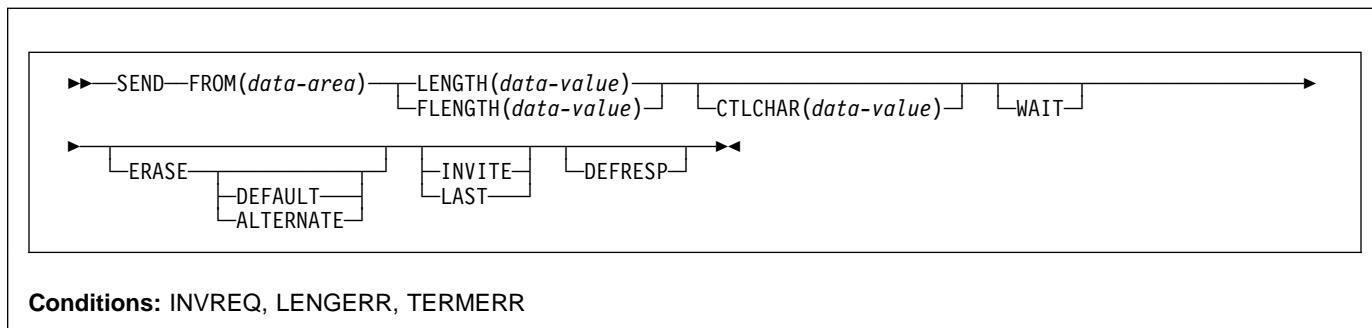 SEND FROM(data-area) LENGTH(data-value)
FLENGTH(data-value) CTLCHAR(data-value) WAIT
ERASE INVITE DEFRESP
DEFAULT LAST
ALTERNATE
Conditions: INVREQ, LENGERR, TERMERR